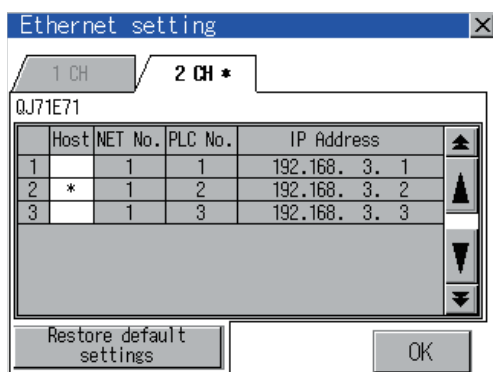 Ethernet setting
1 CH 2 CH *
QJ71E71
Host NET No. PLC No. IP Address
1 1 1 192.168. 3. 1
2 * 1 2 192.168. 3. 2
3 1 3 192.168. 3. 3
Restore default
settings
OK